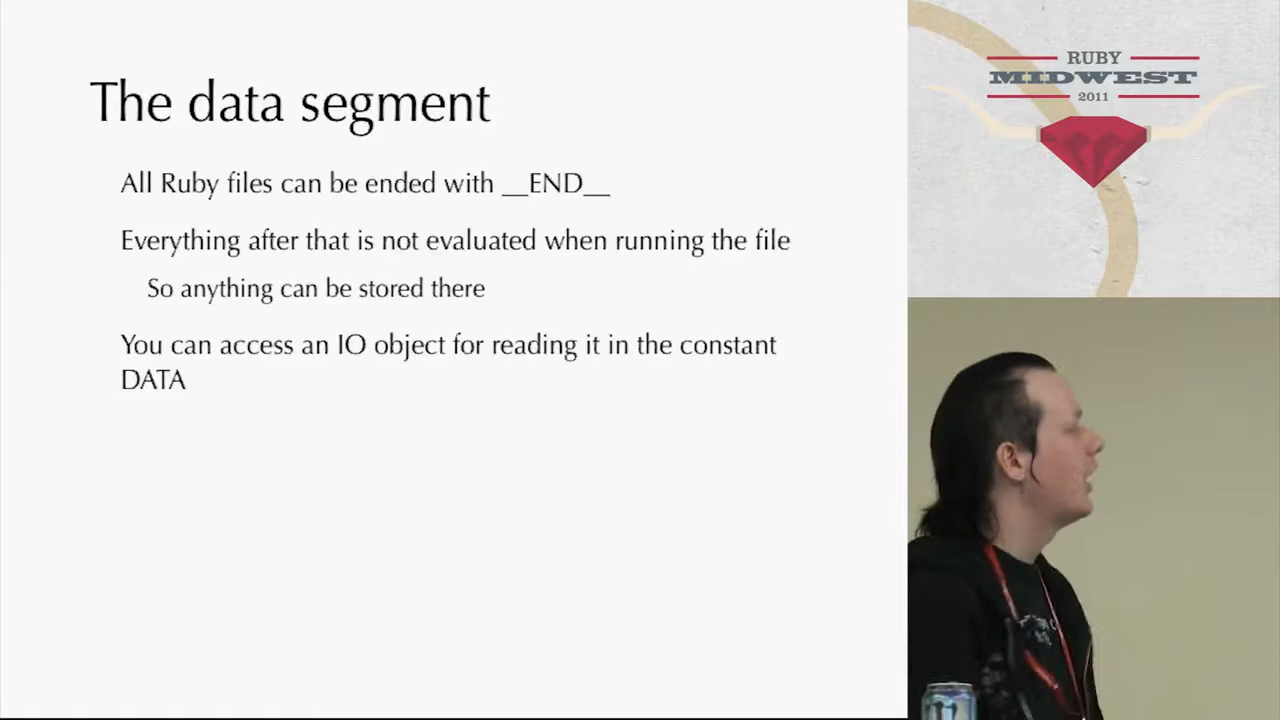 The data segment
All Ruby files can be ended with __END__
Everything after that is not evaluated when running the file
So anything can be stored there
You can access an IO object for reading it in the constant
DATA
RUBY
MIDWEST
2011